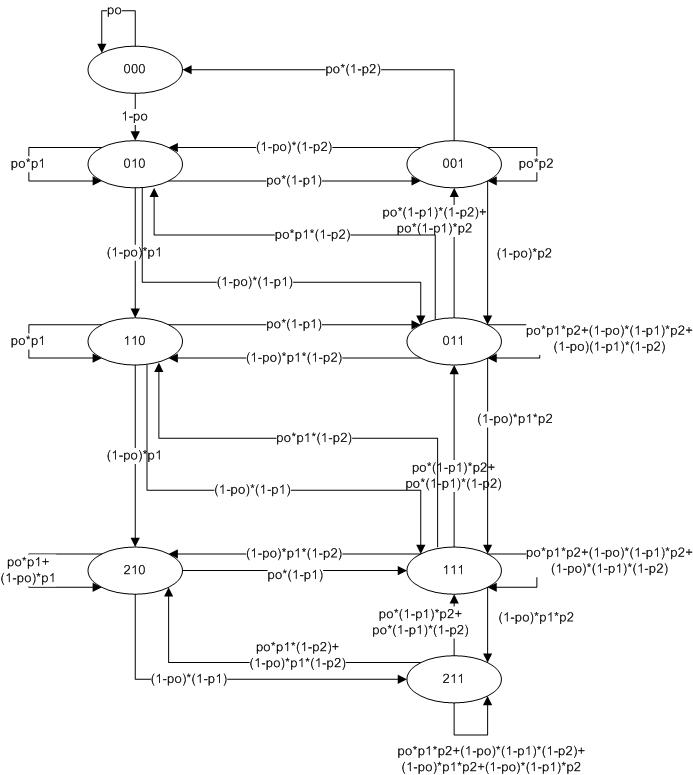 po
000
po*(1-p2)
1-po
(1-po)*(1-p2)
po*p1
010
001
po*p2
po*(1-p1)
po*(1-p1)*(1-p2)+
po*(1-p1)*p2
po*p1*(1-p2)
(1-po)*p1
(1-po)*p2
(1-po)*(1-p1)
po*(1-p1)
po*p1
110
011
po*p1*p2+(1-po)*(1-p1)*p2+
(1-po)(1-p1)*(1-p2)
(1-po)*p1*(1-p2)
(1-po)*p1*p2
po*p1*(1-p2)
(1-po)*p1
po*(1-p1)*p2+
po*(1-p1)*(1-p2)
(1-po)*(1-p1)
(1-po)*p1*(1-p2)
po*p1+
(1-po)*p1
210
po*(1-p1)
111
po*p1*p2+(1-po)*(1-p1)*p2+
(1-po)*(1-p1)*(1-p2)
po*(1-p1)*p2+
po*(1-p1)*(1-p2)
(1-po)*p1*p2
po*p1*(1-p2)+
(1-po)*p1*(1-p2)
(1-po)*(1-p1)
211
po*p1*p2+(1-po)*(1-p1)*(1-p2)+
(1-po)*p1*p2+(1-po)*(1-p1)*p2